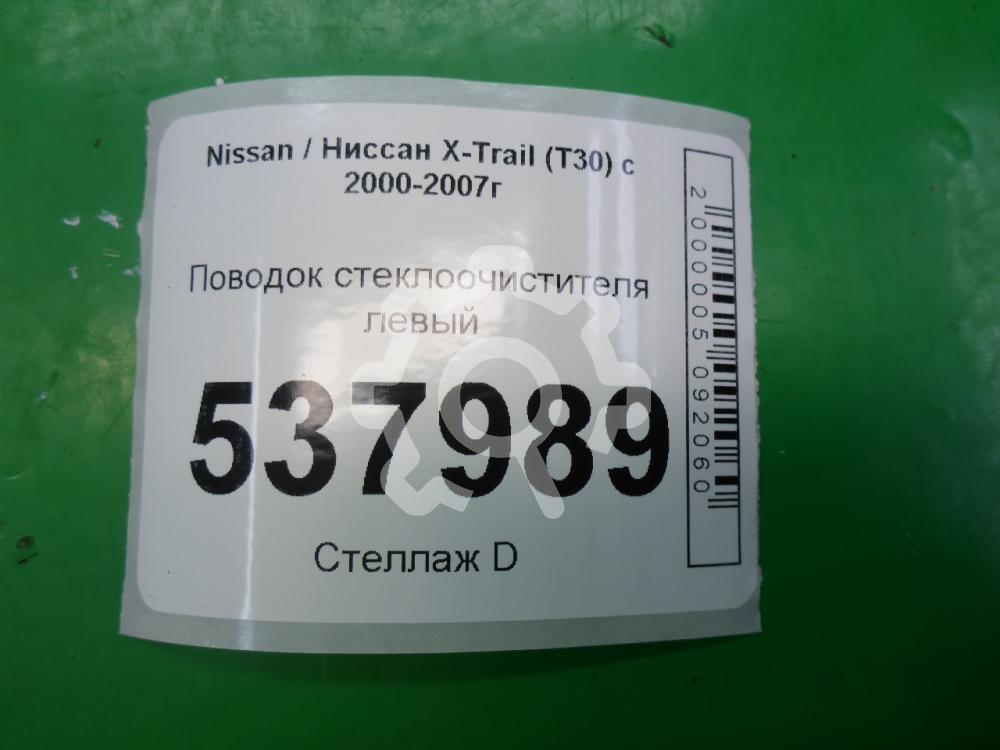 Nissan / Ниссан X-Trail (T30) с
2000-2007г
Поводок стеклоочистителя
левый
537989
Стеллаж D
2000005092060